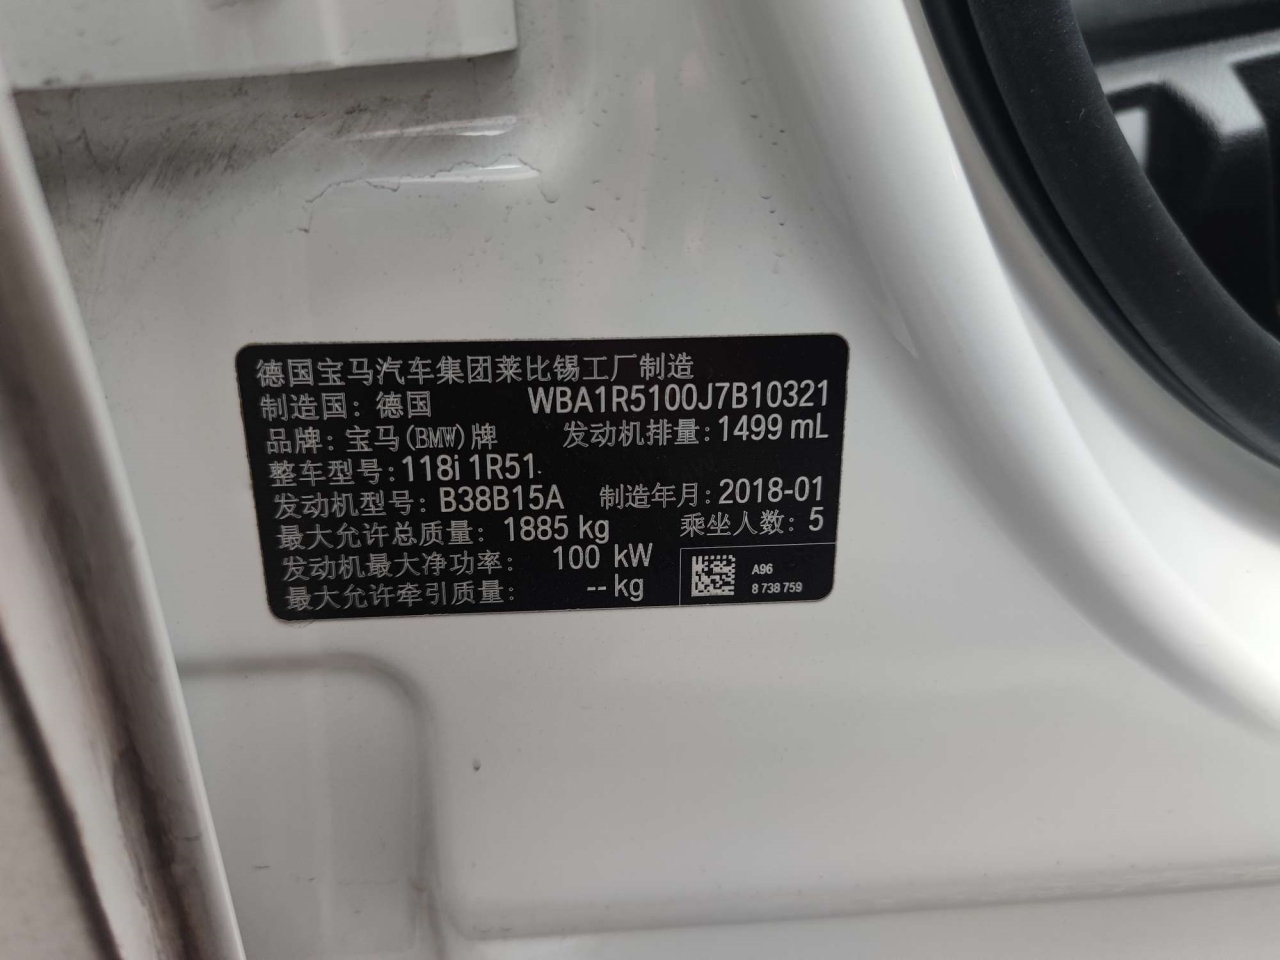 德国宝马汽车集团莱比锡工厂制造
制造国：德国 WBA1R5100J7B10321
品牌：宝马(BMW)牌 发动机排量：1499 mL
整车型号：118i 1R51
发动机型号：B38B15A 制造年月：2018-01
最大允许总质量：1885 kg 乘坐人数：5
发动机最大净功率：100 kW
最大允许牵引质量：-- kg
A96
8 738 759